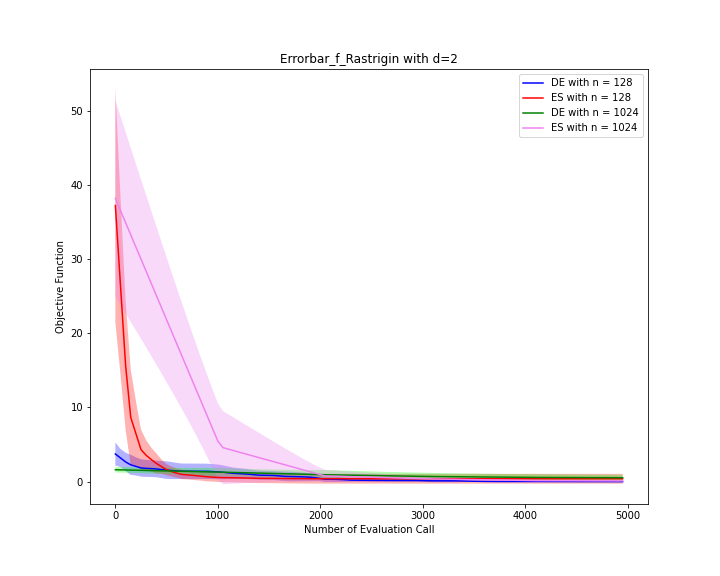 Errorbar_f_Rastrigin with d=2
DE with n = 128
ES with n = 128
DE with n = 1024
ES with n = 1024
Objective Function
50
40
30
20
10
0
0 1000 2000 3000 4000 5000
Number of Evaluation Call